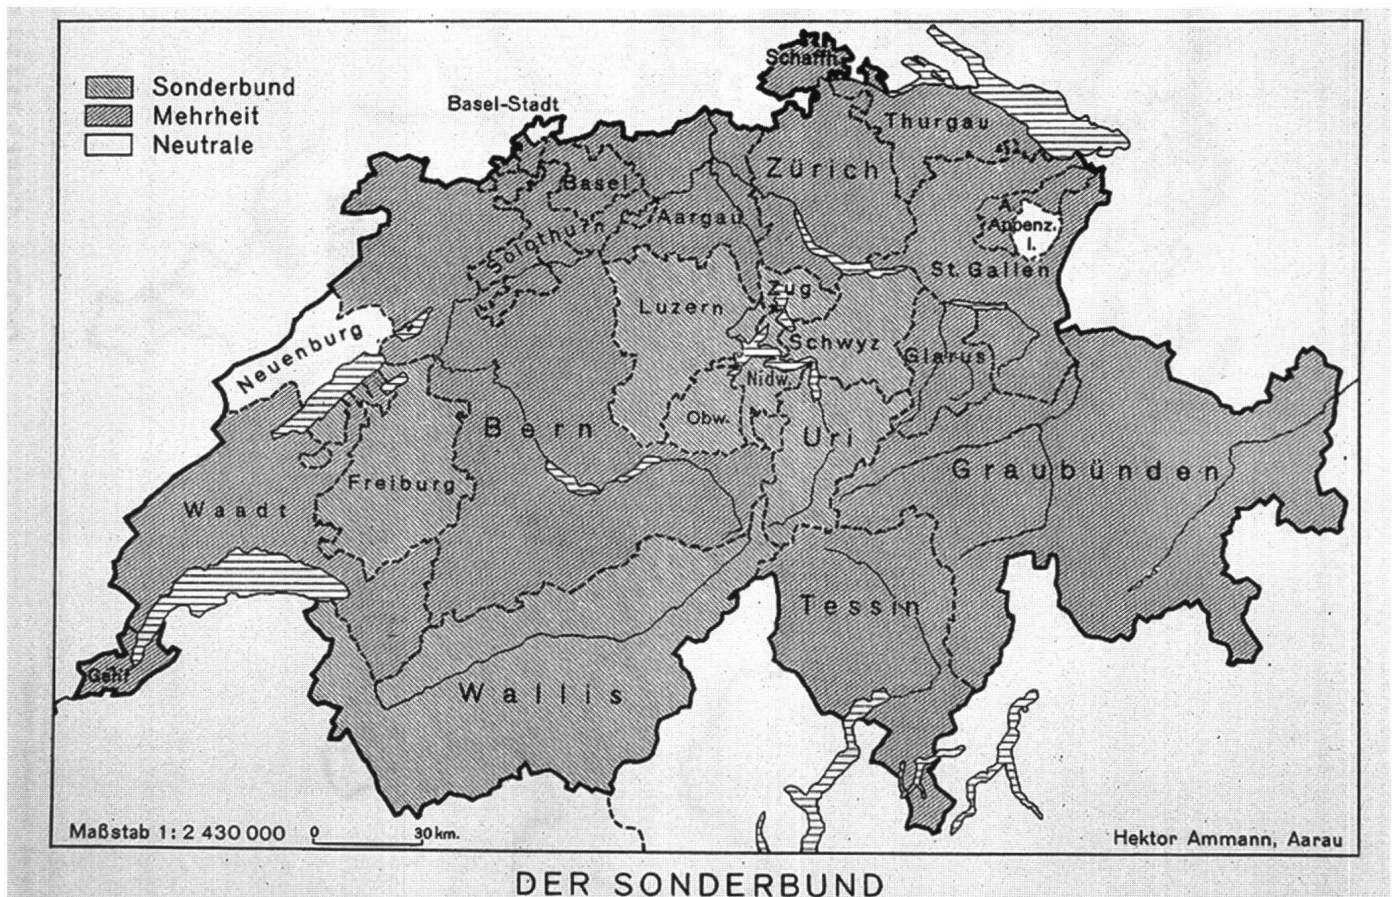 Sonderbund
Mehrheit
Neutrale
Basel-Stadt
Schaffh.
Thurgau
Zürich
Basel
Aargau
Solothurn
A.
Appenz.
I.
St. Gallen
Zug
Luzern
Schwyz
Glarus
Neuenburg
Nidw.
Obw.
Uri
Bern
Graubünden
Freiburg
Waadt
Tessin
Genf
Wallis
Maßstab 1: 2 430 000
0 30 km.
Hektor Ammann, Aarau
DER SONDERBUND